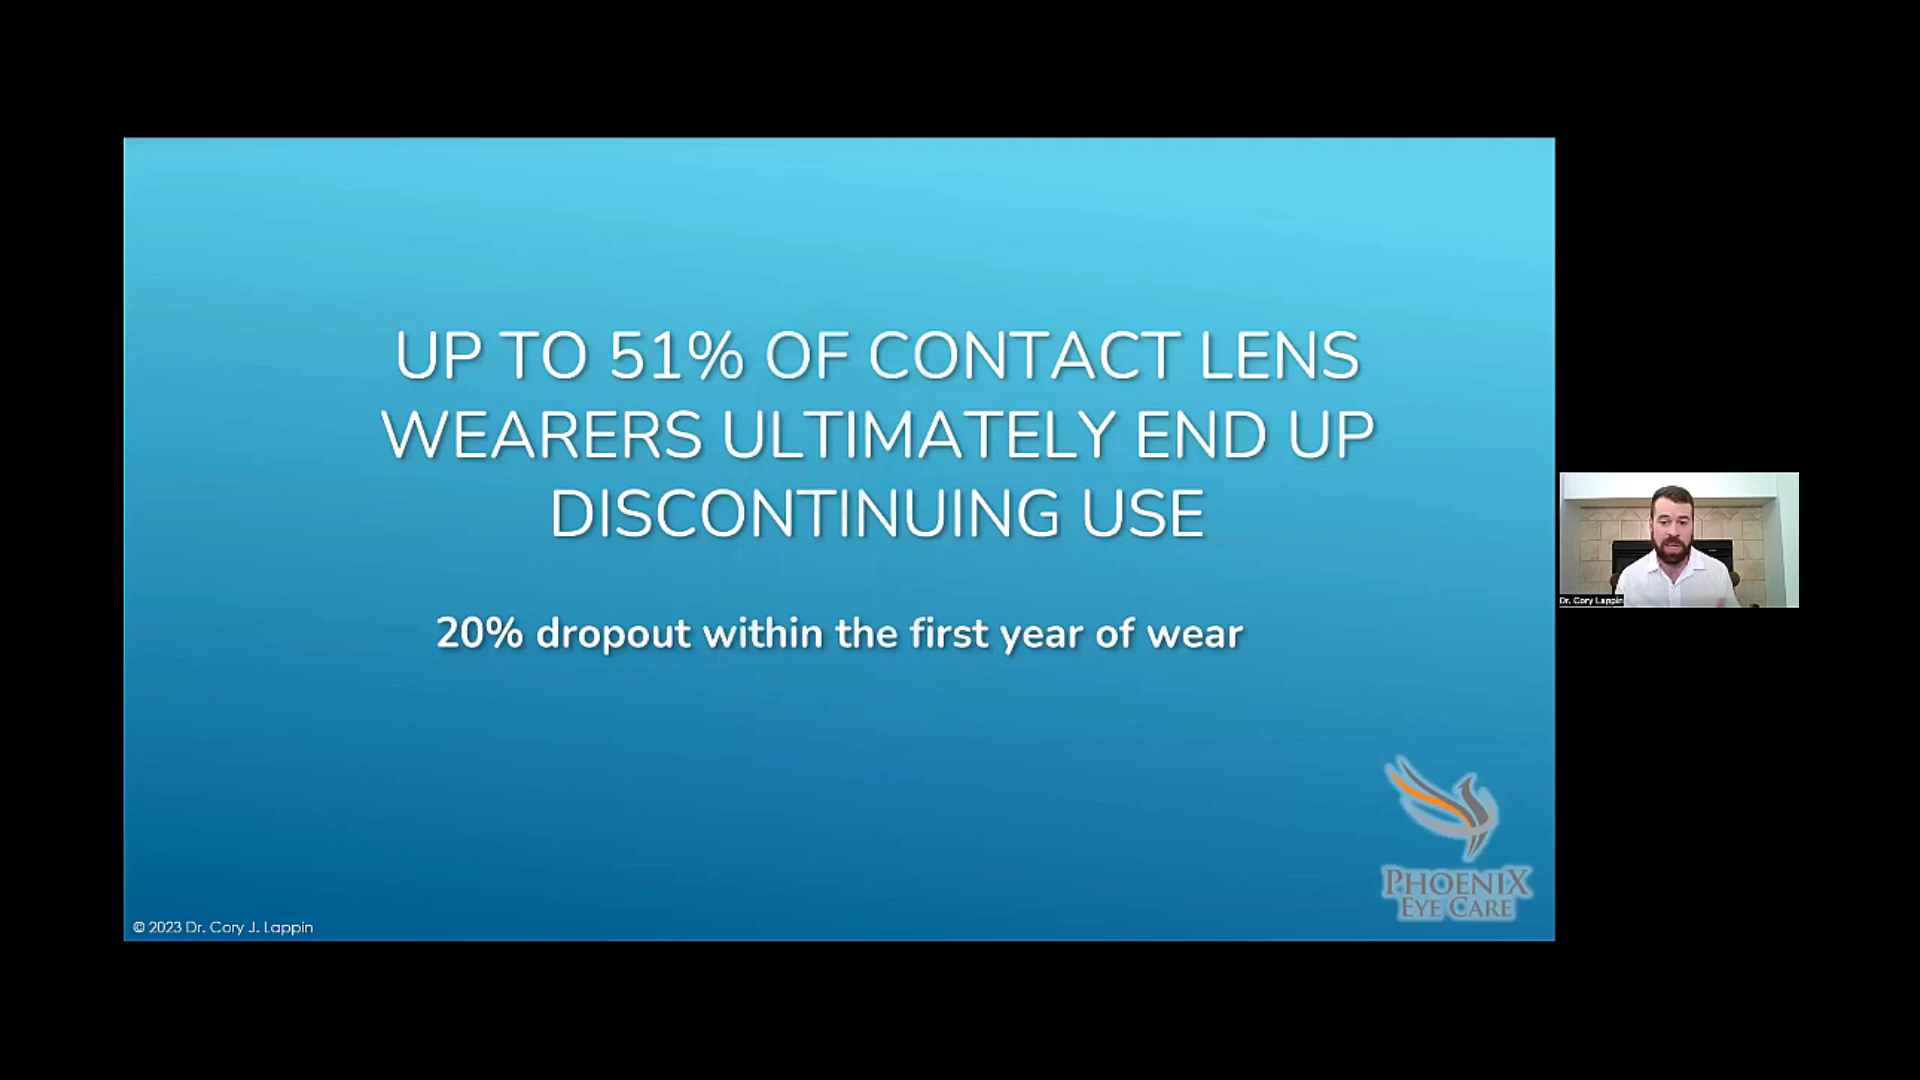 UP TO 51% OF CONTACT LENS
WEARERS ULTIMATELY END UP
DISCONTINUING USE
20% dropout within the first year of wear
Dr. Cory Lappin
PHOENIX
EYE CARE
© 2023 Dr. Cory J. Lappin